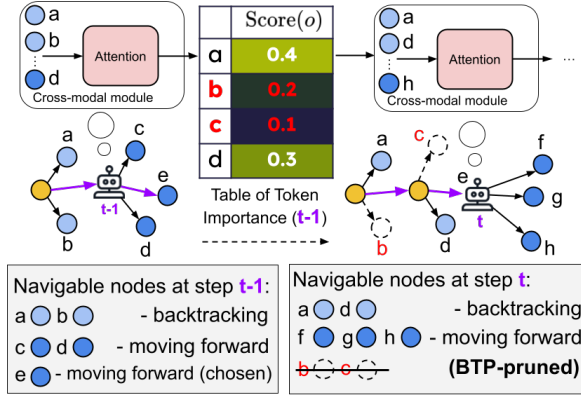 a
b
d
Attention
Cross-modal module
Score(o)
a 0.4
b 0.2
c 0.1
d 0.3
a
d
h
Attention
Cross-modal module
...
a
c
e
t-1
b
d
Table of Token
Importance (t-1)
a
c
e
f
g
t
b
d
h
Navigable nodes at step t-1:
a b - backtracking
c d - moving forward
e - moving forward (chosen)
Navigable nodes at step t:
a d - backtracking
f g h - moving forward
b c (BTP-pruned)